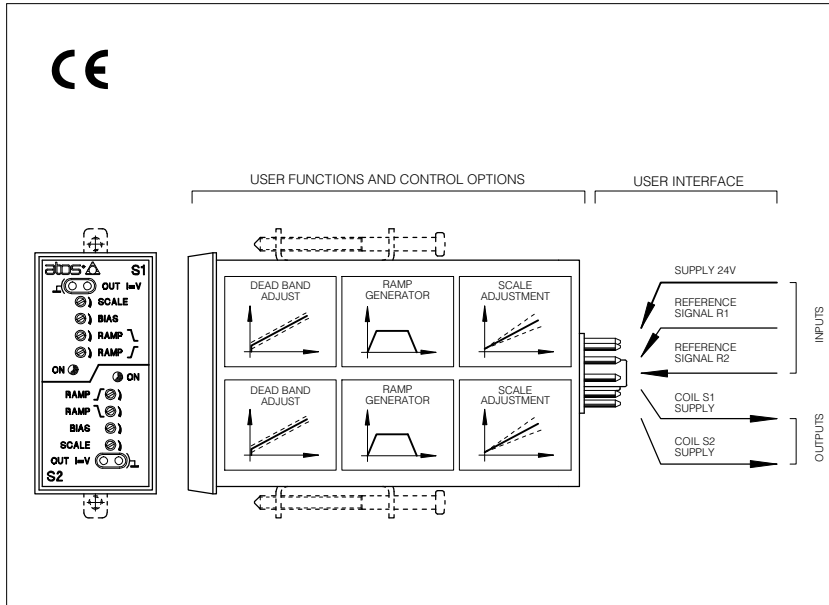 CE
USER FUNCTIONS AND CONTROL OPTIONS
USER INTERFACE
atos
S1
OUT I=V
SCALE
BIAS
RAMP
RAMP
ON
ON
RAMP
RAMP
BIAS
SCALE
OUT I=V
S2
DEAD BAND
ADJUST
RAMP
GENERATOR
SCALE
ADJUSTMENT
DEAD BAND
ADJUST
RAMP
GENERATOR
SCALE
ADJUSTMENT
SUPPLY 24V
REFERENCE
SIGNAL R1
REFERENCE
SIGNAL R2
COIL S1
SUPPLY
COIL S2
SUPPLY
INPUTS
OUTPUTS